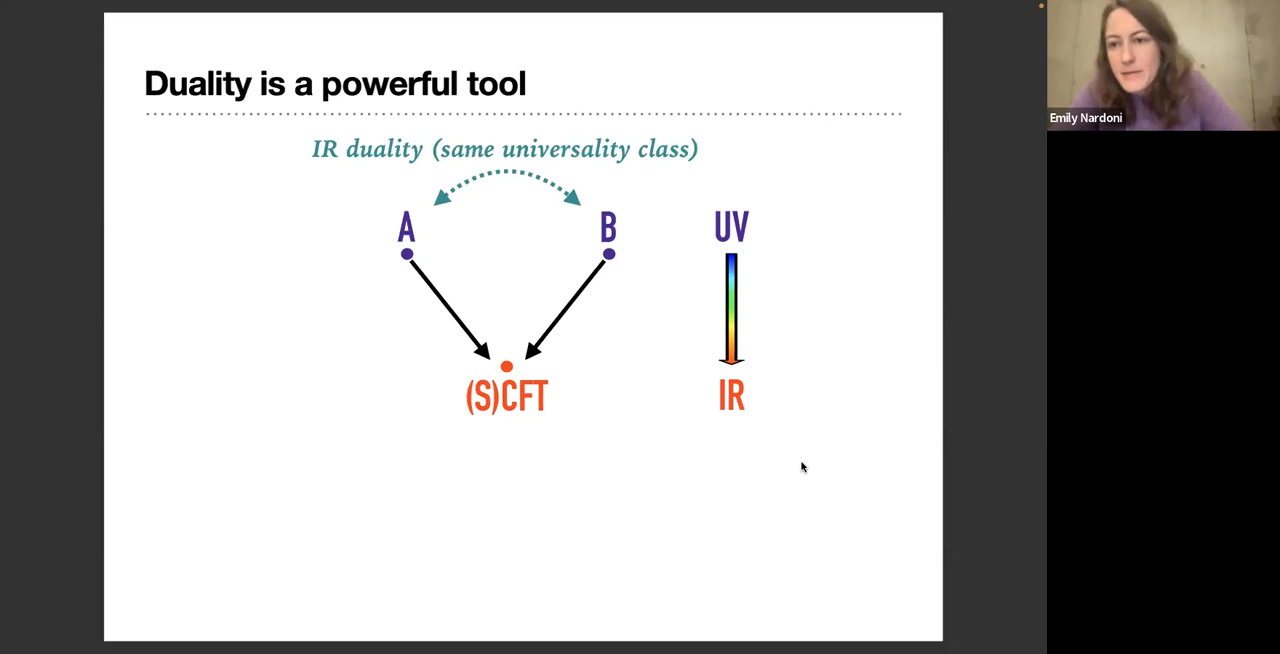 Duality is a powerful tool
IR duality (same universality class)
A B UV
(S)CFT IR
Emily Nardoni